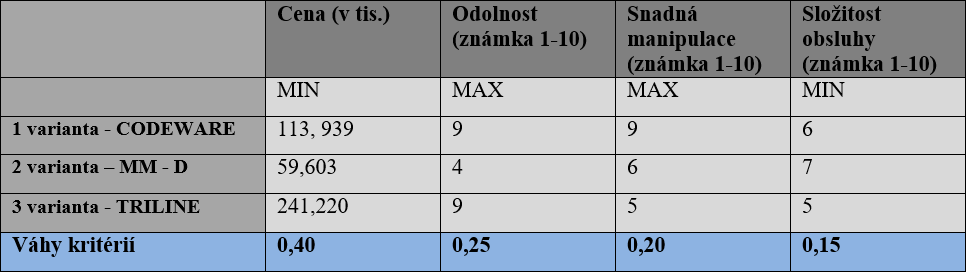 Cena (v tis.) Odolnost Snadná Složitost
(známka 1-10) manipulace obsluhy
(známka 1-10) (známka 1-10)
MIN MAX MAX MIN
1 varianta - CODEWARE 113, 939 9 9 6
2 varianta – MM - D 59,603 4 6 7
3 varianta - TRILINE 241,220 9 5 5
Váhy kritérií 0,40 0,25 0,20 0,15